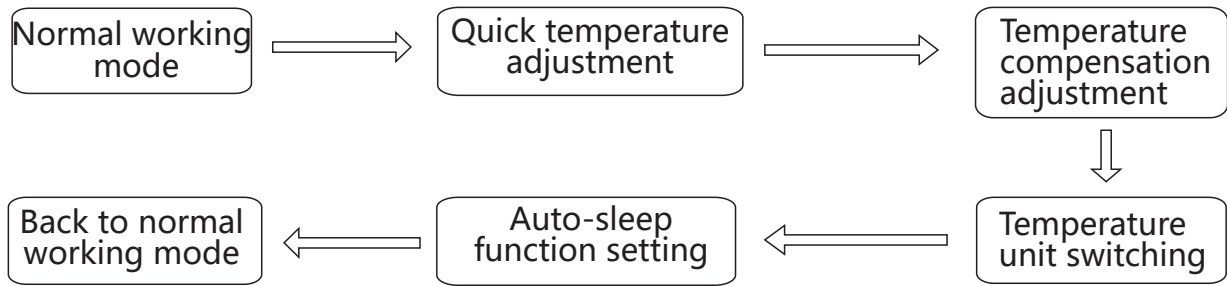 Normal working
mode
Quick temperature
adjustment
Temperature
compensation
adjustment
Temperature
unit switching
Auto-sleep
function setting
Back to normal
working mode